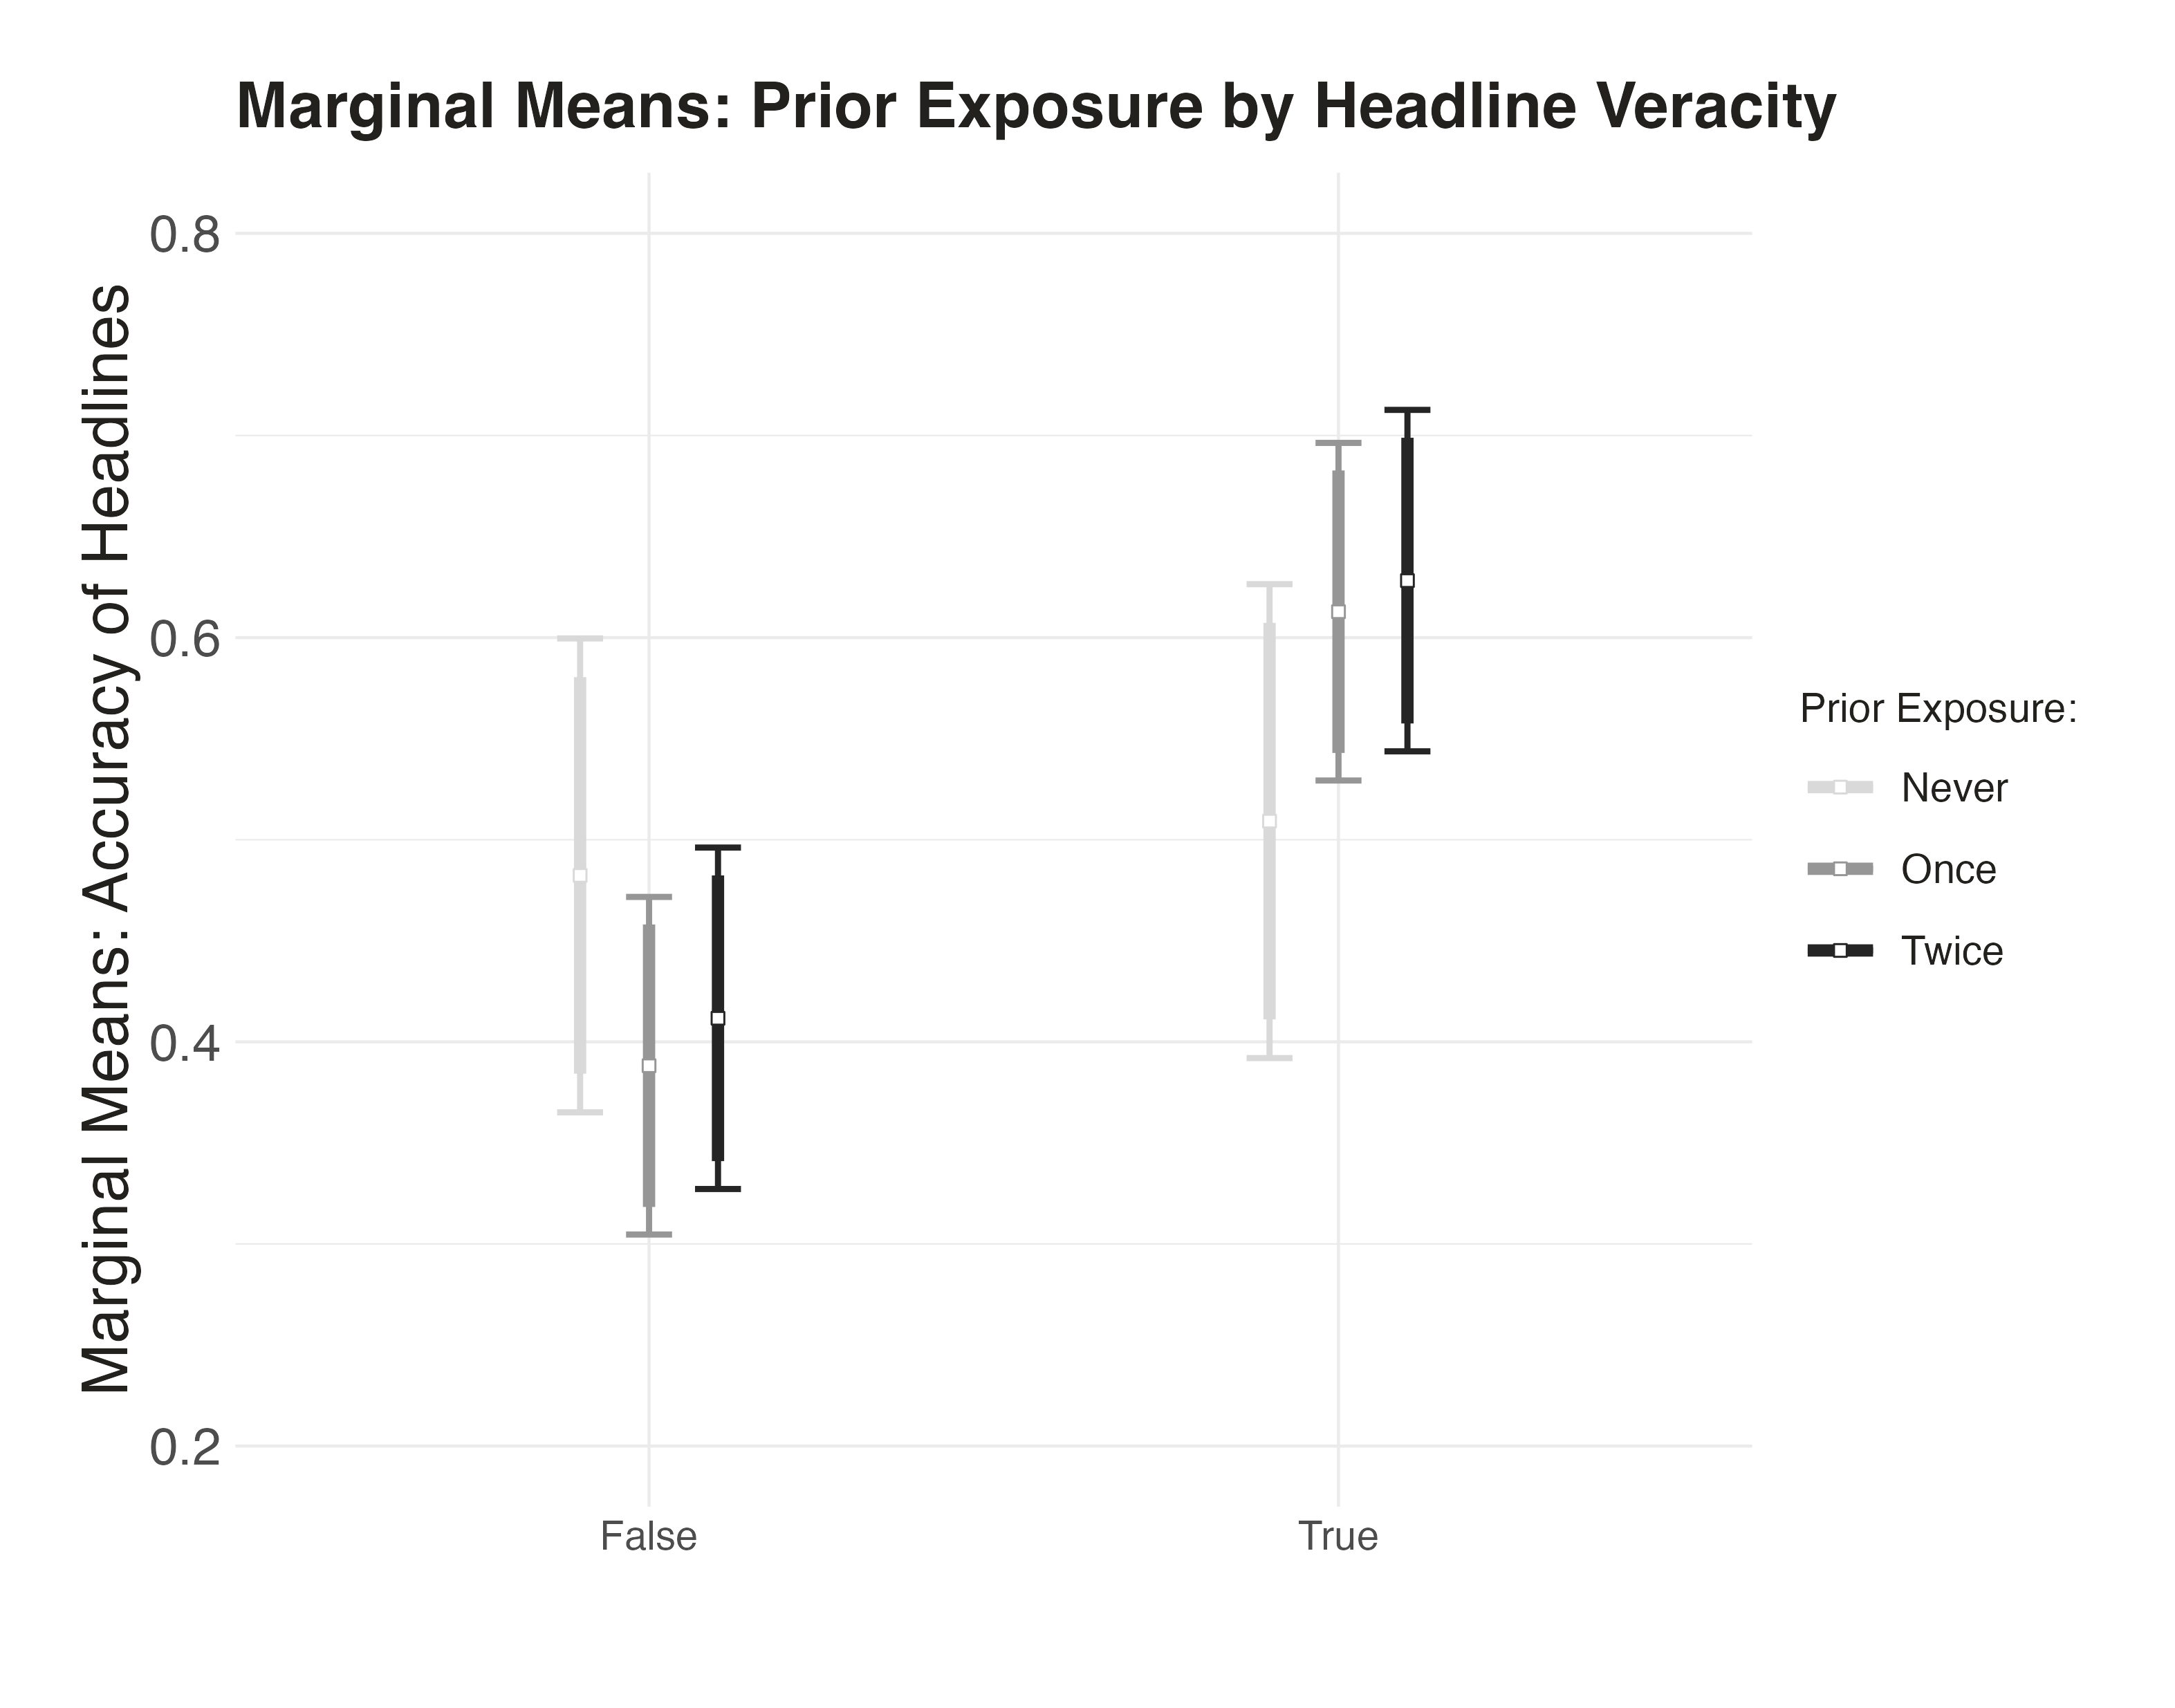 Marginal Means: Prior Exposure by Headline Veracity
Marginal Means: Accuracy of Headlines
0.8
0.6
0.4
0.2
False
True
Prior Exposure:
Never
Once
Twice